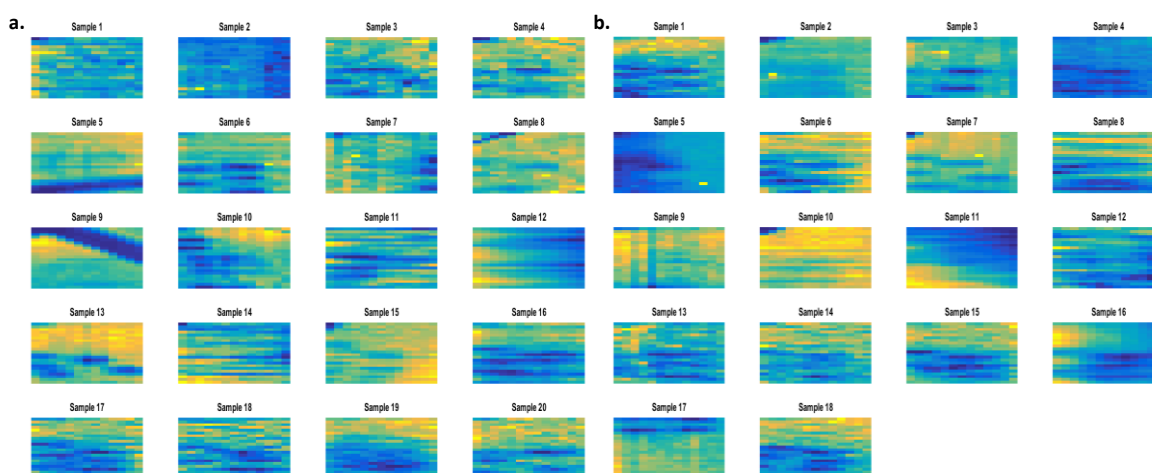 a.
Sample 1
Sample 2
Sample 3
Sample 4
Sample 5
Sample 6
Sample 7
Sample 8
Sample 9
Sample 10
Sample 11
Sample 12
Sample 13
Sample 14
Sample 15
Sample 16
Sample 17
Sample 18
Sample 19
Sample 20
b.
Sample 1
Sample 2
Sample 3
Sample 4
Sample 5
Sample 6
Sample 7
Sample 8
Sample 9
Sample 10
Sample 11
Sample 12
Sample 13
Sample 14
Sample 15
Sample 16
Sample 17
Sample 18